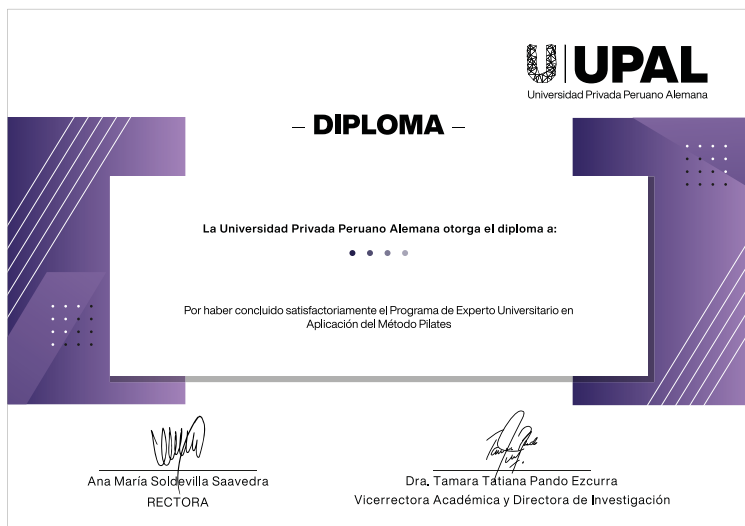 UPAL
Universidad Privada Peruano Alemana
– DIPLOMA –
La Universidad Privada Peruano Alemana otorga el diploma a:
Por haber concluido satisfactoriamente el Programa de Experto Universitario en
Aplicación del Método Pilates
Ana María Soldevilla Saavedra
RECTORA
Dra. Tamara Tatiana Pando Ezcurra
Vicerrectora Académica y Directora de Investigación